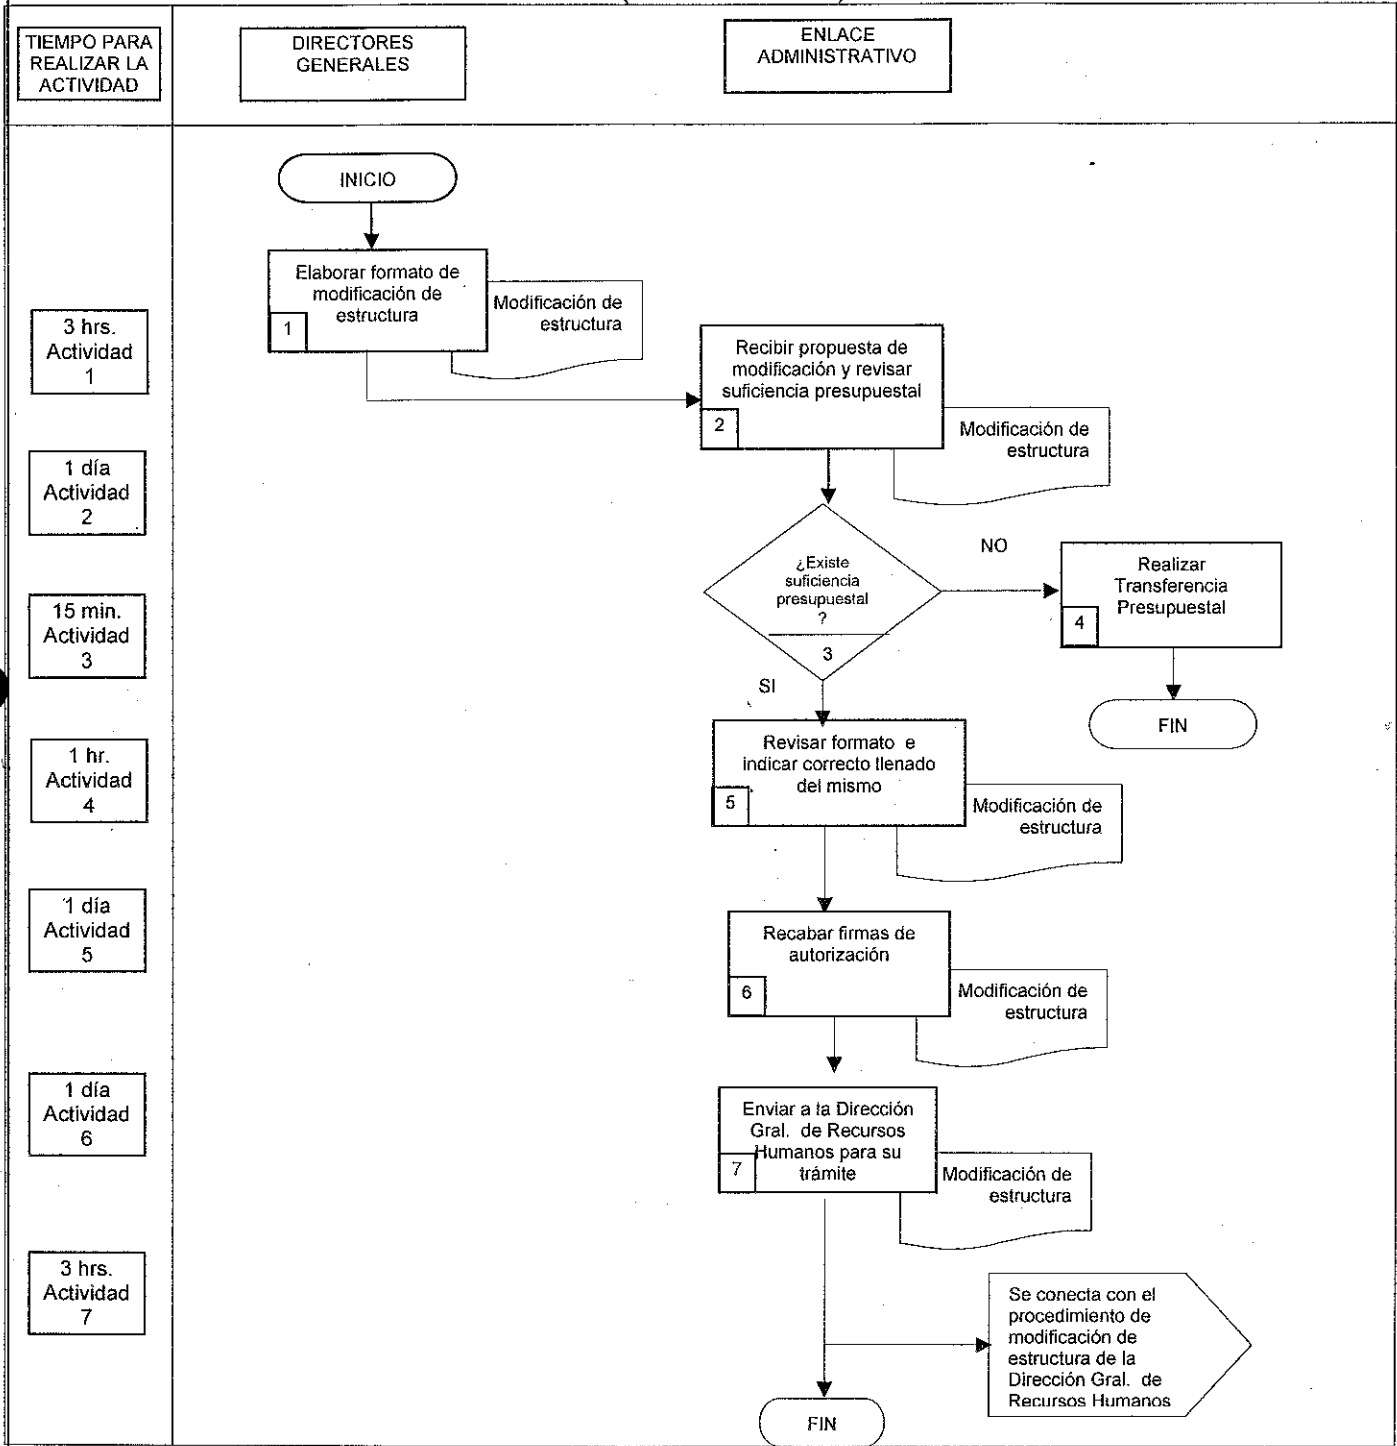 TIEMPO PARA
REALIZAR LA
ACTIVIDAD
DIRECTORES
GENERALES
ENLACE
ADMINISTRATIVO
INICIO
Elaborar formato de
modificación de
estructura
1
Modificación de
estructura
3 hrs.
Actividad
1
Recibir propuesta de
modificación y revisar
suficiencia presupuestal
2
Modificación de
estructura
1 día
Actividad
2
¿Existe
suficiencia
presupuestal
?
3
NO
Realizar
Transferencia
Presupuestal
4
15 min.
Actividad
3
SI
FIN
Revisar formato e
indicar correcto llenado
del mismo
5
Modificación de
estructura
1 hr.
Actividad
4
1 día
Actividad
5
Recabar firmas de
autorización
6
Modificación de
estructura
1 día
Actividad
6
Enviar a la Dirección
Gral. de Recursos
Humanos para su
trámite
7
Modificación de
estructura
3 hrs.
Actividad
7
Se conecta con el
procedimiento de
modificación de
estructura de la
Dirección Gral. de
Recursos Humanos
FIN